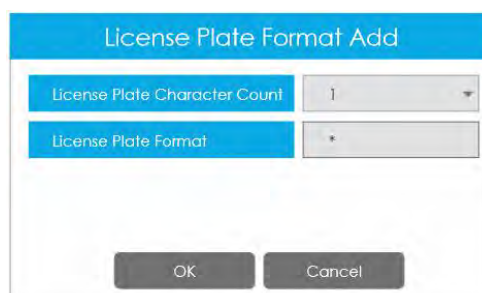 License Plate Format Add
License Plate Character Count 1
License Plate Format *
OK Cancel